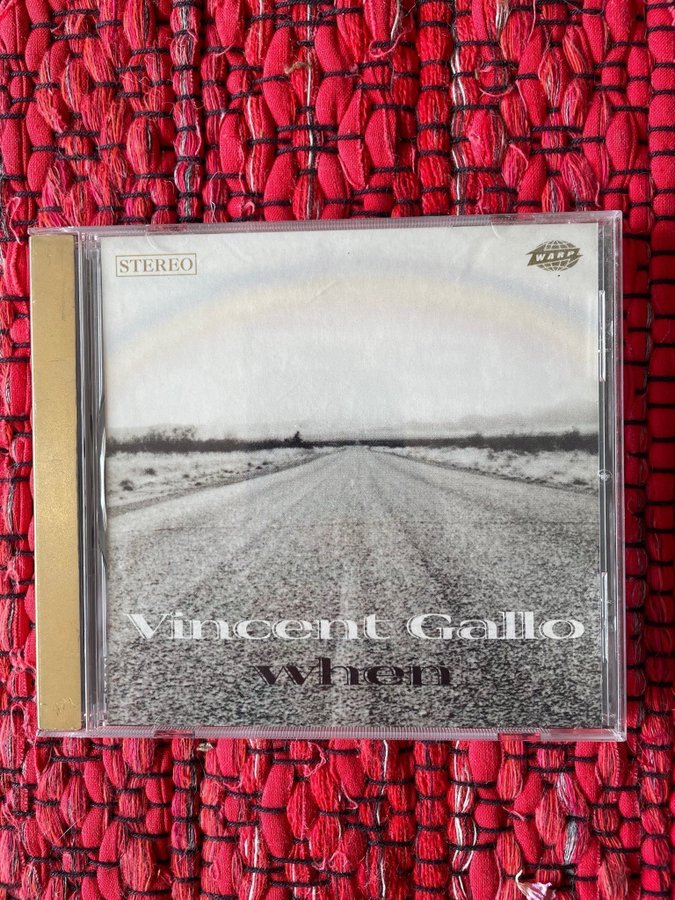 STEREO
WARP
Vincent Gallo
when